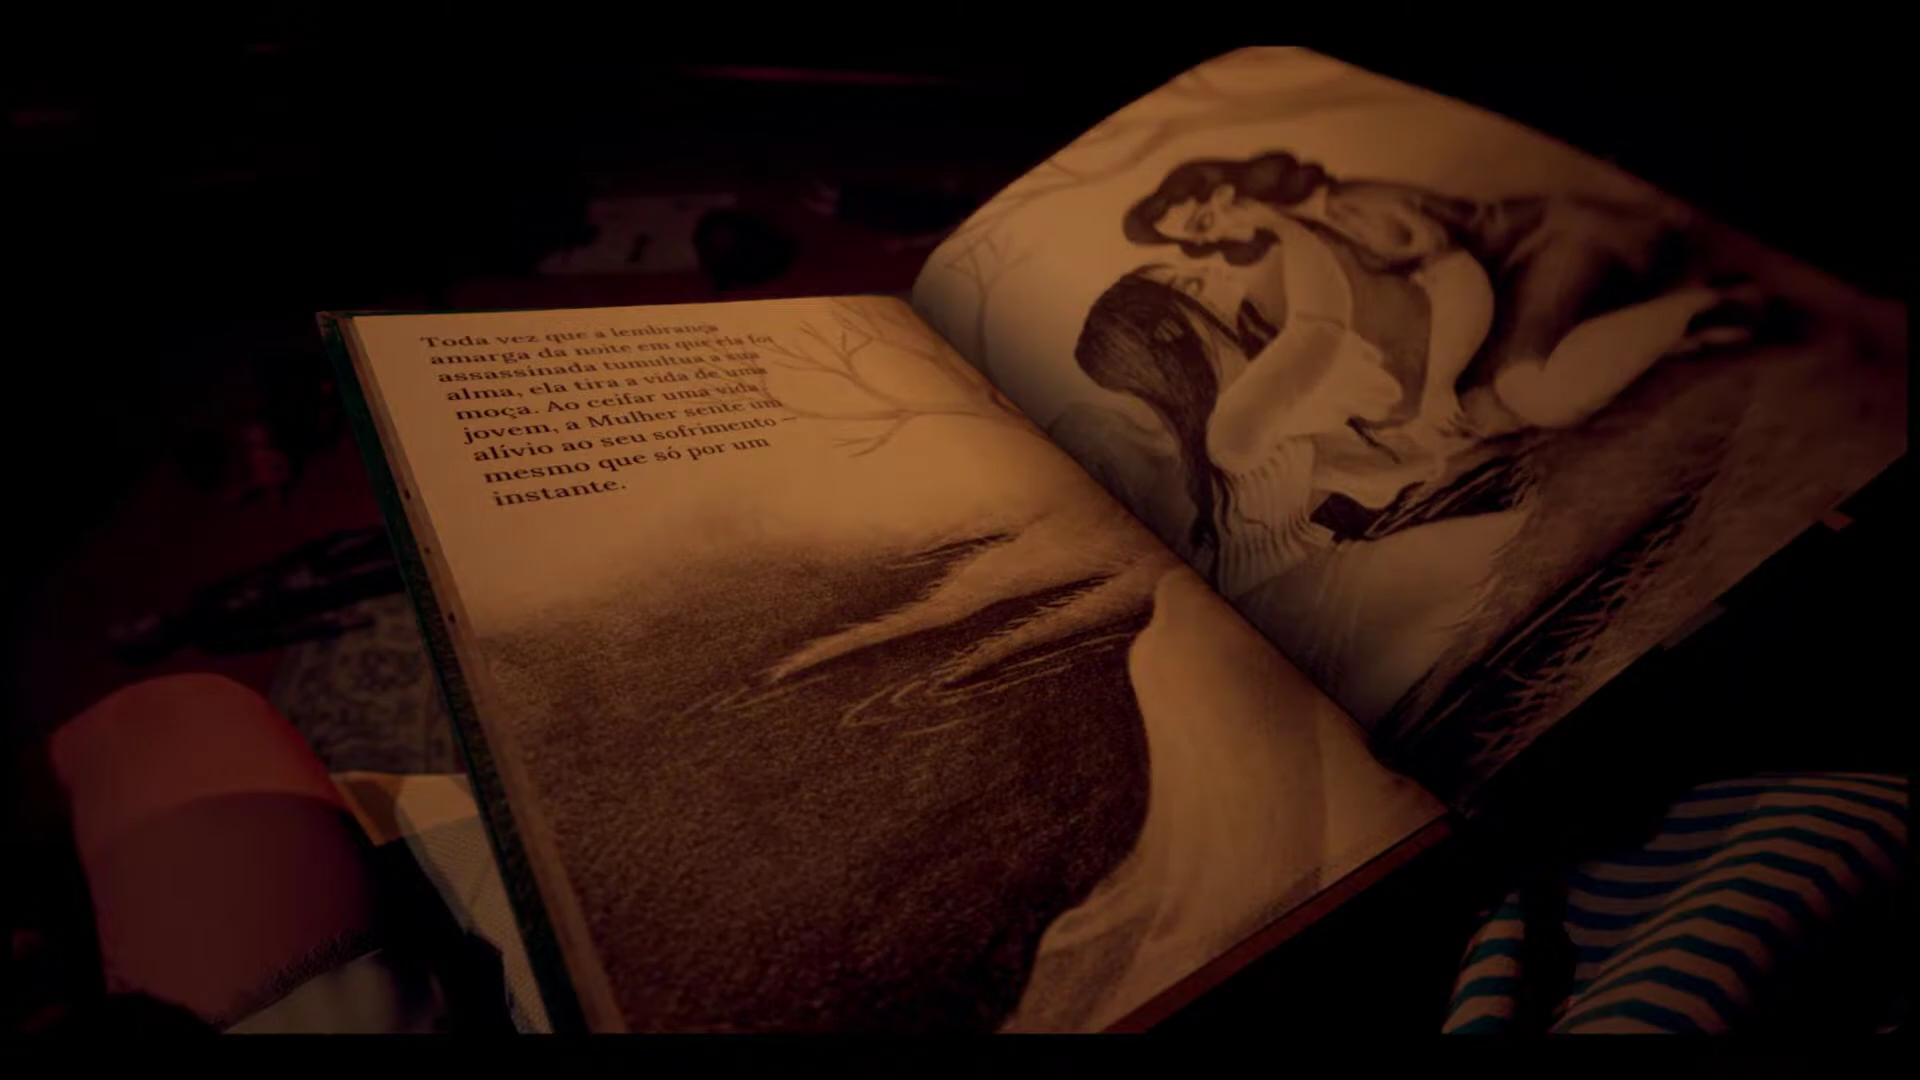 Toda vez que a lembrança
amarga da noite em que ela foi
assassinada tumultua a sua
alma, ela tira a vida de uma
moça. Ao ceifar uma vida
jovem, a Mulher sente um
alívio ao seu sofrimento —
mesmo que só por um
instante.